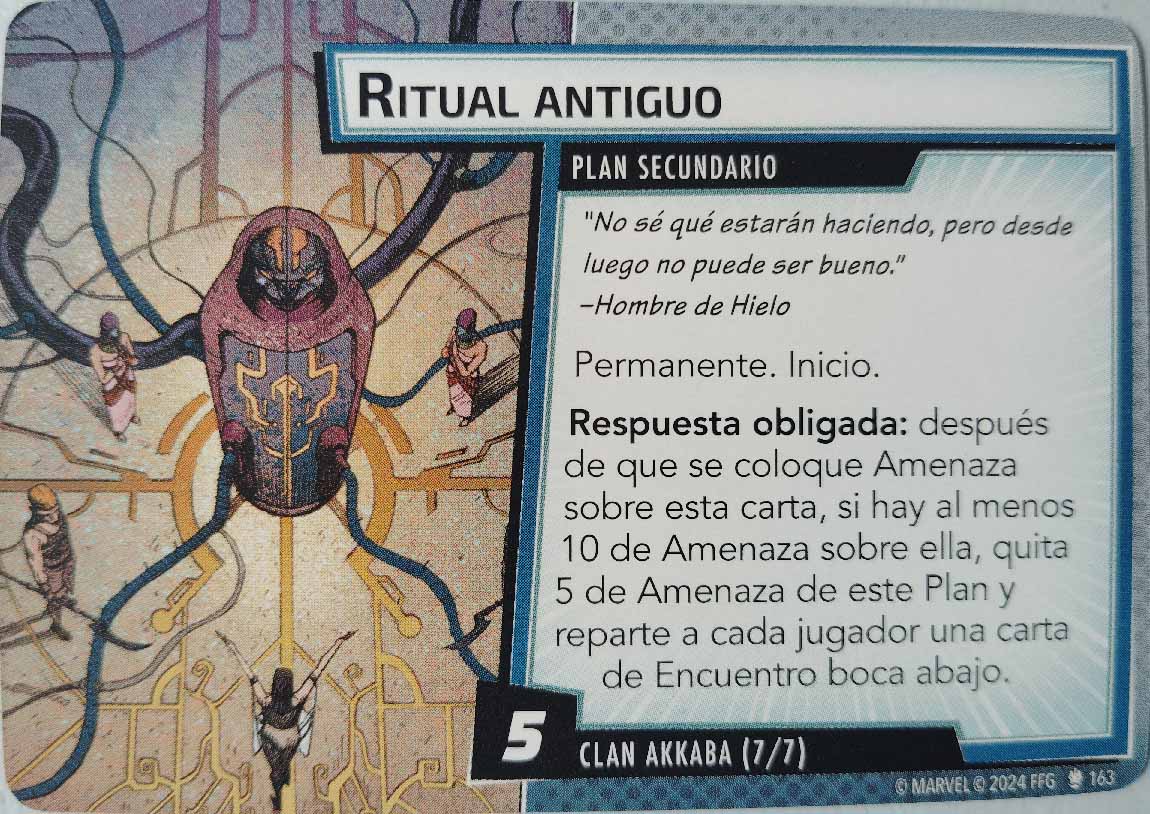 RITUAL ANTIGUO
PLAN SECUNDARIO
"No sé qué estarán haciendo, pero desde
luego no puede ser bueno."
–Hombre de Hielo
Permanente. Inicio.
Respuesta obligada: después
de que se coloque Amenaza
sobre esta carta, si hay al menos
10 de Amenaza sobre ella, quita
5 de Amenaza de este Plan y
reparte a cada jugador una carta
de Encuentro boca abajo.
5
CLAN AKKABA (7/7)
© MARVEL © 2024 FFG 163